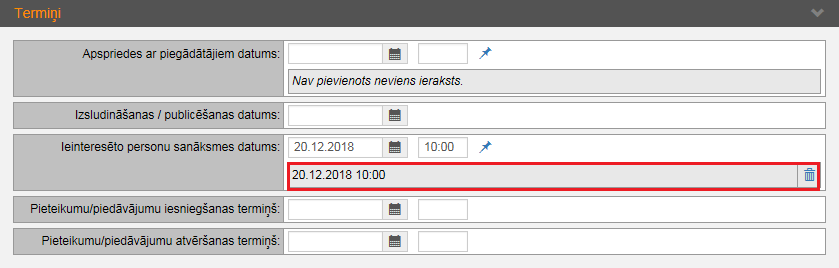 Termiņi
Apspriedes ar piegādātājiem datums:
Nav pievienots neviens ieraksts.
Izsludināšanas / publicēšanas datums:
Ieinteresēto personu sanāksmes datums: 20.12.2018 10:00
20.12.2018 10:00
Pieteikumu/piedāvājumu iesniegšanas termiņš:
Pieteikumu/piedāvājumu atvēršanas termiņš: